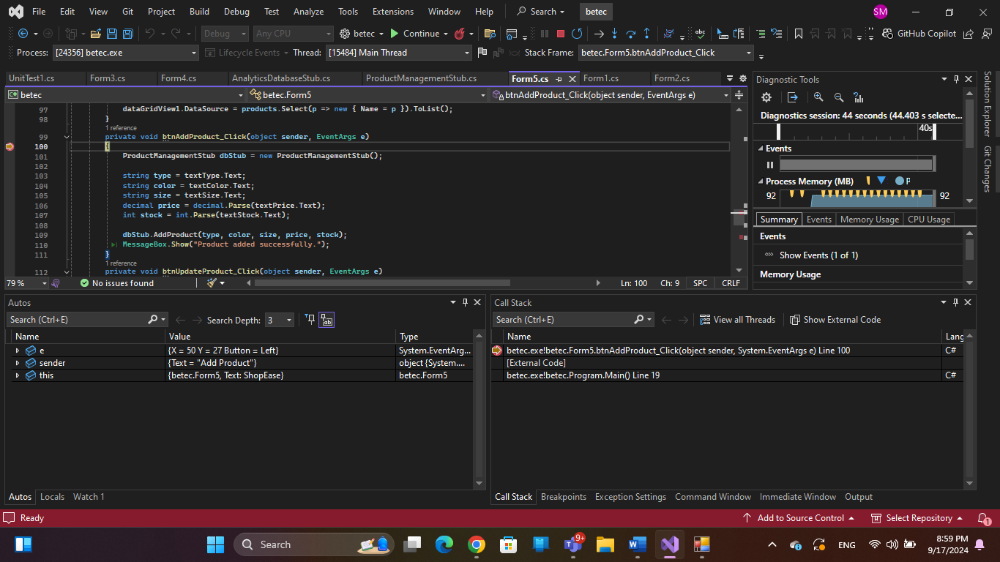 File Edit View Git Project Build Debug Test Analyze Tools Extensions Window Help Search betec SM
Debug Any CPU betec Continue GitHub Copilot
Process: [24356] betec.exe Lifecycle Events Thread: [15484] Main Thread Stack Frame: betec.Form5.btnAddProduct_Click
UnitTest1.cs Form3.cs Form4.cs AnalyticsDatabaseStub.cs ProductManagementStub.cs Form5.cs Form1.cs Form2.cs
C# betec betec.Form5 btnAddProduct_Click(object sender, EventArgs e)
97 dataGridView1.DataSource = products.Select(p => new { Name = p }).ToList();
98 }
1 reference
99 private void btnAddProduct_Click(object sender, EventArgs e)
100 {
101 ProductManagementStub dbStub = new ProductManagementStub();
102
103 string type = textType.Text;
104 string color = textColor.Text;
105 string size = textSize.Text;
106 decimal price = decimal.Parse(textPrice.Text);
107 int stock = int.Parse(textStock.Text);
108
109 dbStub.AddProduct(type, color, size, price, stock);
110 MessageBox.Show("Product added successfully.");
111 }
1 reference
112 private void btnUpdateProduct_Click(object sender, EventArgs e)
79 % No issues found Ln: 100 Ch: 9 SPC CRLF
Diagnostic Tools
Diagnostics session: 44 seconds (44.403 s selecte...
40s
Events
Process Memory (MB) P
92 92
Summary Events Memory Usage CPU Usage
Events
Show Events (1 of 1)
Memory Usage
Solution Explorer
Git Changes
Autos
Search (Ctrl+E) Search Depth: 3
Name Value Type
e {X = 50 Y = 27 Button = Left} System.EventArg...
sender {Text = "Add Product"} object {System....
this {betec.Form5, Text: ShopEase} betec.Form5
Autos Locals Watch 1
Call Stack
Search (Ctrl+E) View all Threads Show External Code
Name Lang
betec.exe!betec.Form5.btnAddProduct_Click(object sender, System.EventArgs e) Line 100 C#
[External Code]
betec.exe!betec.Program.Main() Line 19 C#
Call Stack Breakpoints Exception Settings Command Window Immediate Window Output
Ready Add to Source Control Select Repository 1
Search 9+ ENG 8:59 PM
9/17/2024